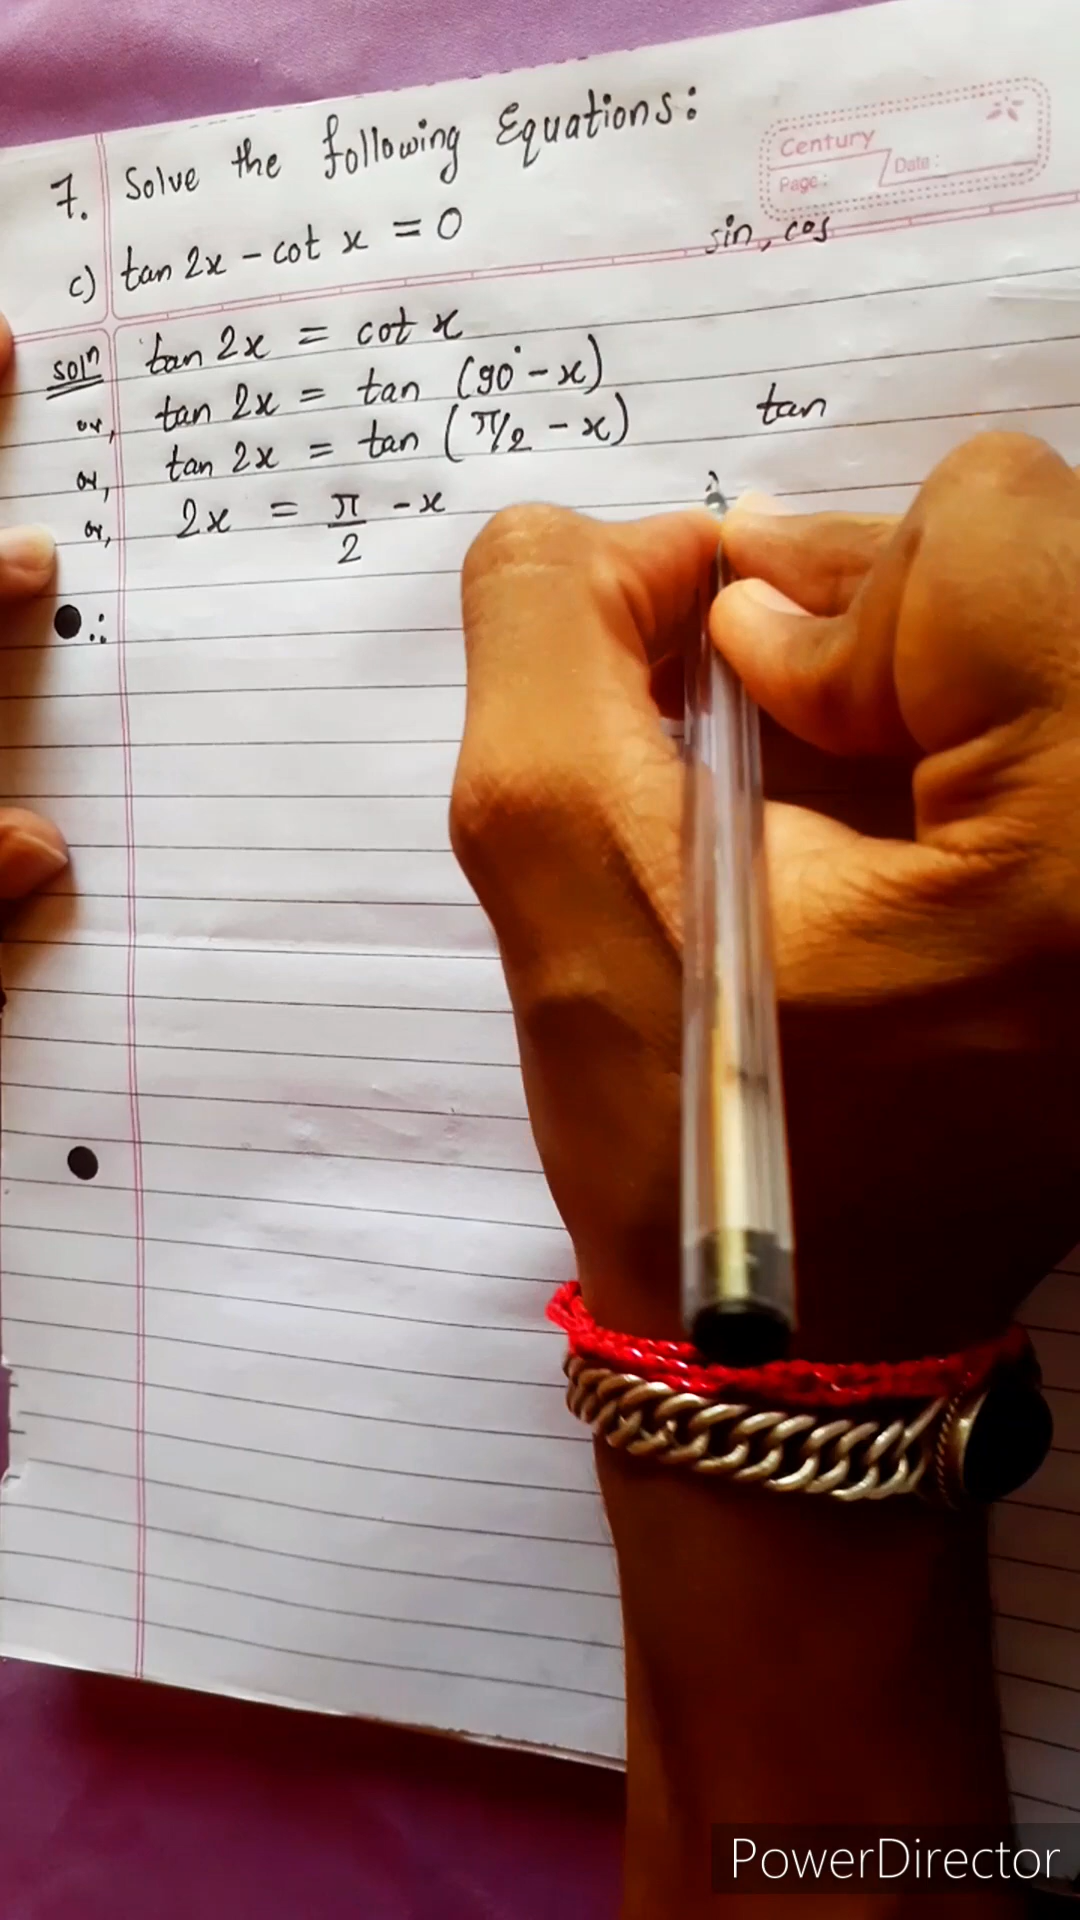 7. Solve the following Equations:
Century
Page: Date:
c) tan 2x - cot x = 0
sin, cos
solⁿ tan 2x = cot x
or, tan 2x = tan (90° - x)
or, tan 2x = tan (π/2 - x)
tan
or, 2x = π/2 - x
∴
PowerDirector